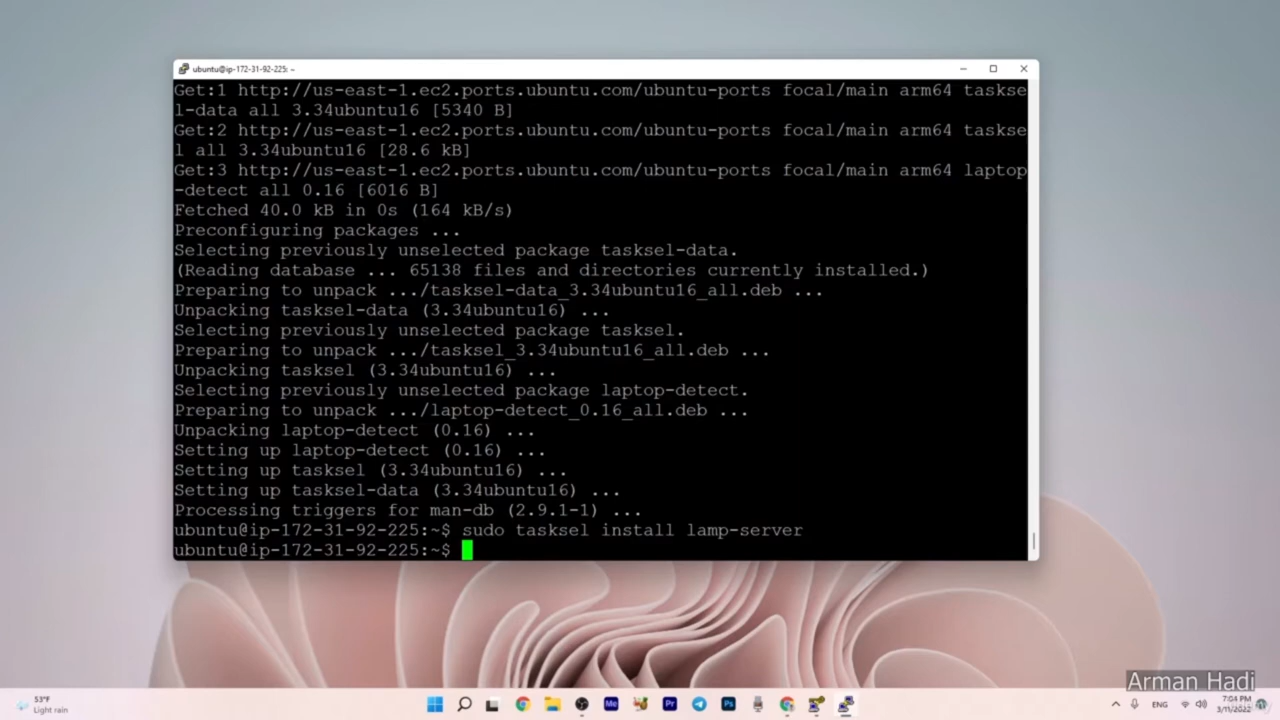 ubuntu@ip-172-31-92-225: ~
Get:1 http://us-east-1.ec2.ports.ubuntu.com/ubuntu-ports focal/main arm64 taskse
l-data all 3.34ubuntu16 [5340 B]
Get:2 http://us-east-1.ec2.ports.ubuntu.com/ubuntu-ports focal/main arm64 taskse
l all 3.34ubuntu16 [28.6 kB]
Get:3 http://us-east-1.ec2.ports.ubuntu.com/ubuntu-ports focal/main arm64 laptop
-detect all 0.16 [6016 B]
Fetched 40.0 kB in 0s (164 kB/s)
Preconfiguring packages ...
Selecting previously unselected package tasksel-data.
(Reading database ... 65138 files and directories currently installed.)
Preparing to unpack .../tasksel-data_3.34ubuntu16_all.deb ...
Unpacking tasksel-data (3.34ubuntu16) ...
Selecting previously unselected package tasksel.
Preparing to unpack .../tasksel_3.34ubuntu16_all.deb ...
Unpacking tasksel (3.34ubuntu16) ...
Selecting previously unselected package laptop-detect.
Preparing to unpack .../laptop-detect_0.16_all.deb ...
Unpacking laptop-detect (0.16) ...
Setting up laptop-detect (0.16) ...
Setting up tasksel (3.34ubuntu16) ...
Setting up tasksel-data (3.34ubuntu16) ...
Processing triggers for man-db (2.9.1-1) ...
ubuntu@ip-172-31-92-225:~$ sudo tasksel install lamp-server
ubuntu@ip-172-31-92-225:~$
Arman Hadi
53°F
Light rain
Me
Pr
Ps
ENG
7:04 PM
3/11/2022